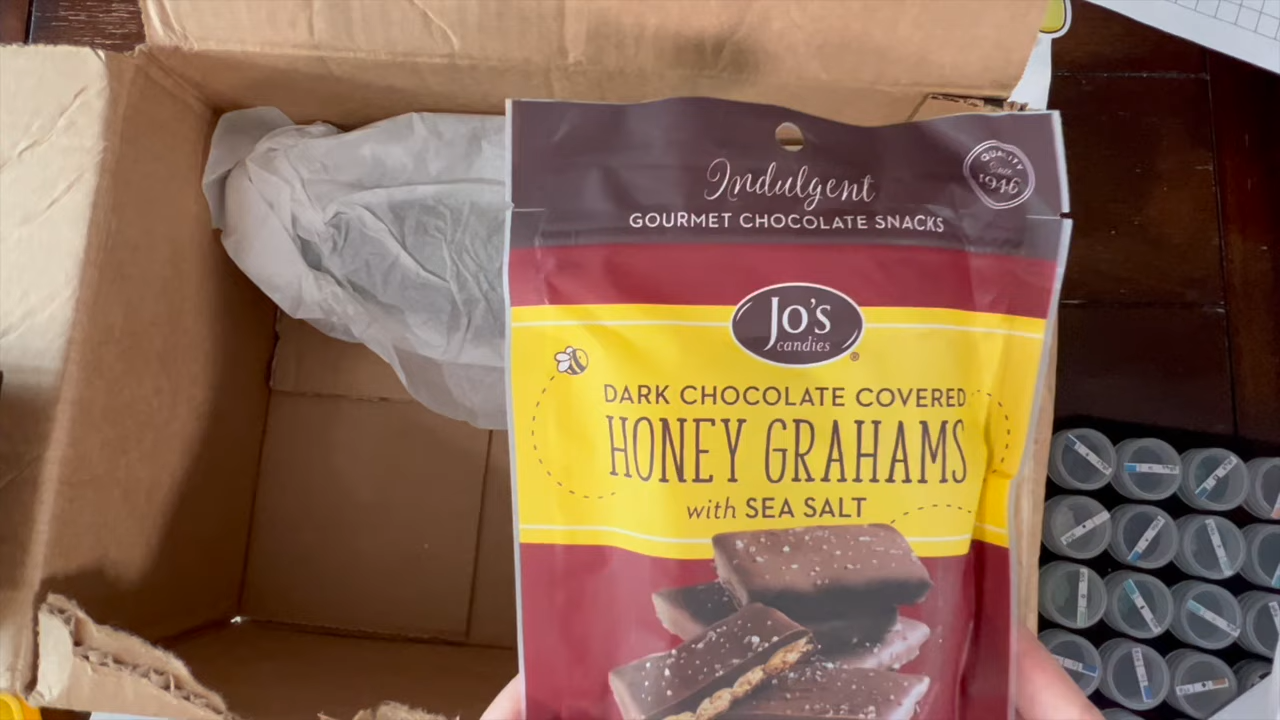 Indulgent
GOURMET CHOCOLATE SNACKS
QUALITY
Since
1946
Jo's
candies
®
DARK CHOCOLATE COVERED
HONEY GRAHAMS
with SEA SALT